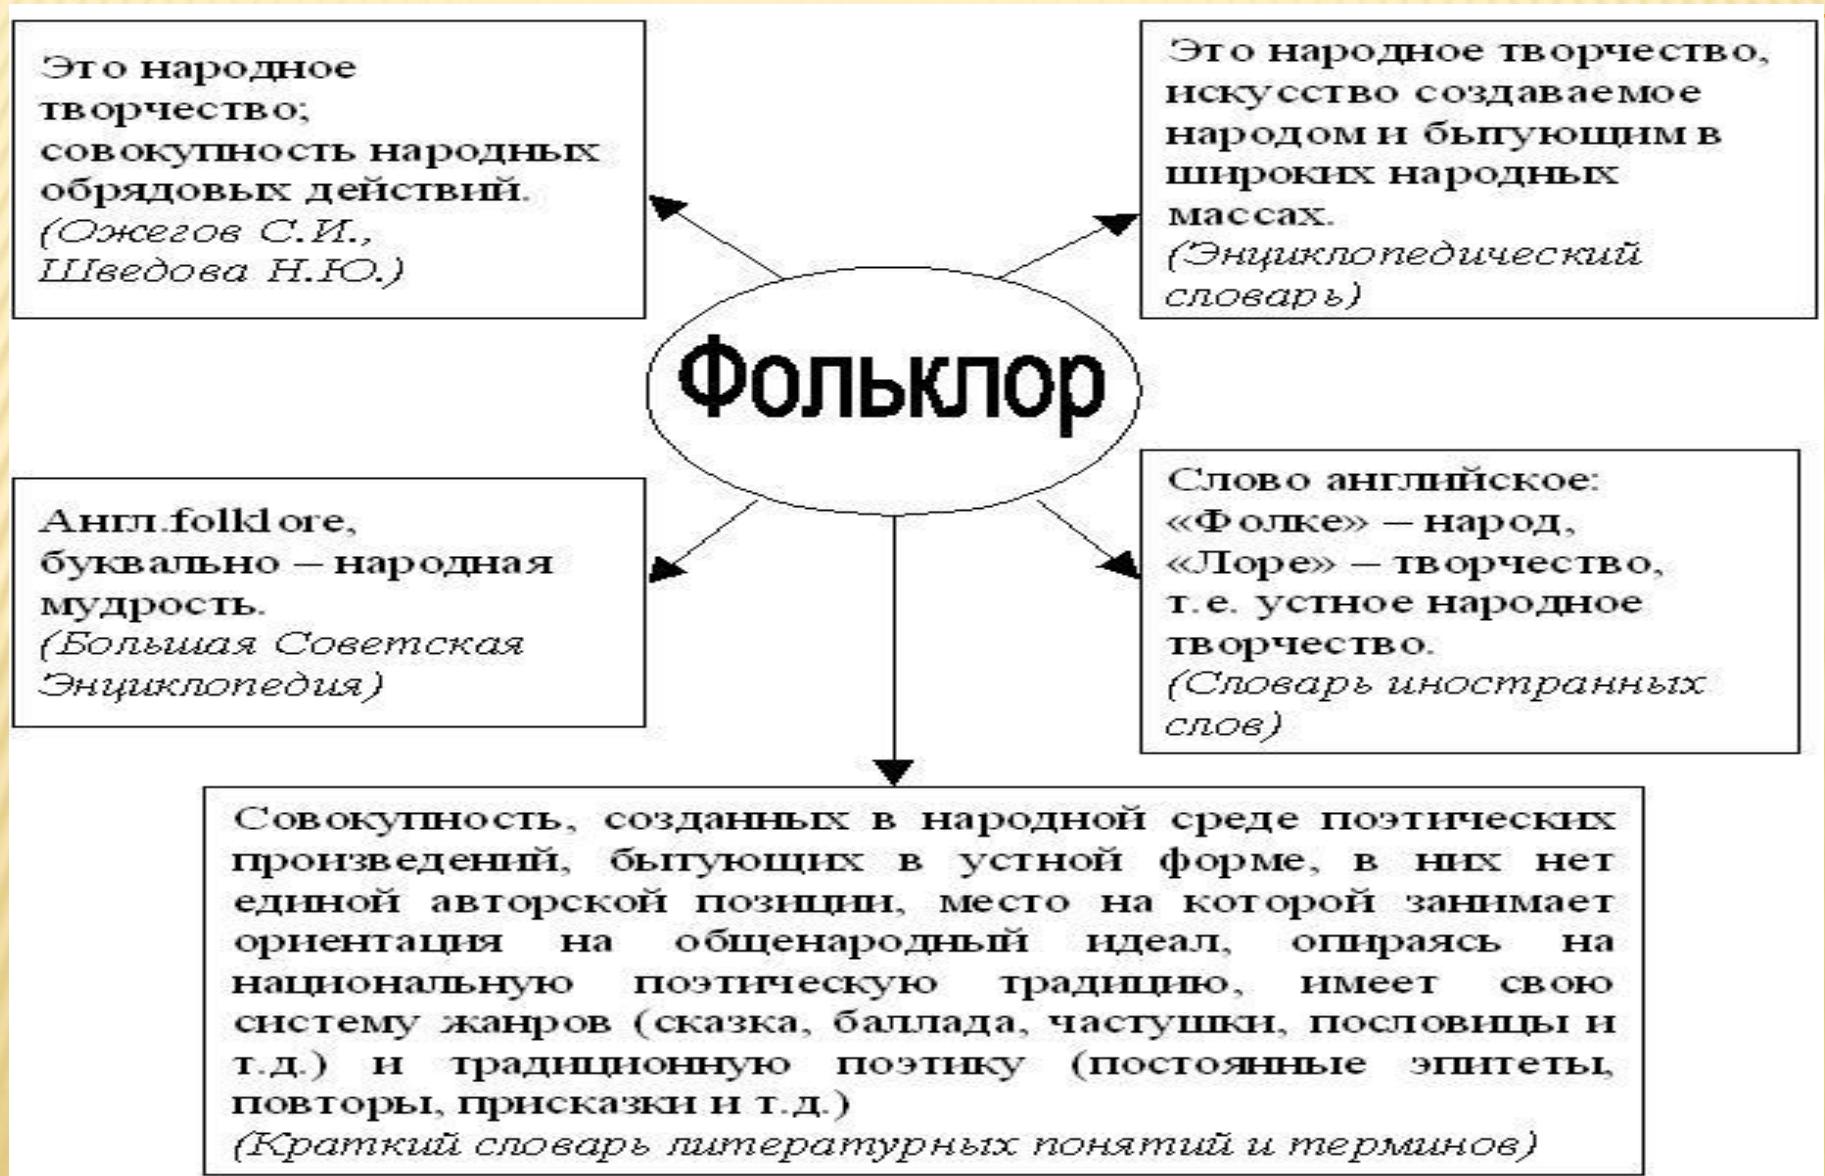 Это народное
творчество;
совокупность народных
обрядовых действий.
(Ожегов С.И.,
Шведова Н.Ю.)
Это народное творчество,
искусство создаваемое
народом и бытующим в
широких народных
массах.
(Энциклопедический
словарь)
Фольклор
Англ.folklore,
буквально – народная
мудрость.
(Большая Советская
Энциклопедия)
Слово английское:
«Фолке» – народ,
«Лоре» – творчество,
т.е. устное народное
творчество.
(Словарь иностранных
слов)
Совокупность, созданных в народной среде поэтических
произведений, бытующих в устной форме, в них нет
единой авторской позиции, место на которой занимает
ориентация на общенародный идеал, опираясь на
национальную поэтическую традицию, имеет свою
систему жанров (сказка, баллада, частушки, пословицы и
т.д.) и традиционную поэтику (постоянные эпитеты,
повторы, присказки и т.д.)
(Краткий словарь литературных понятий и терминов)